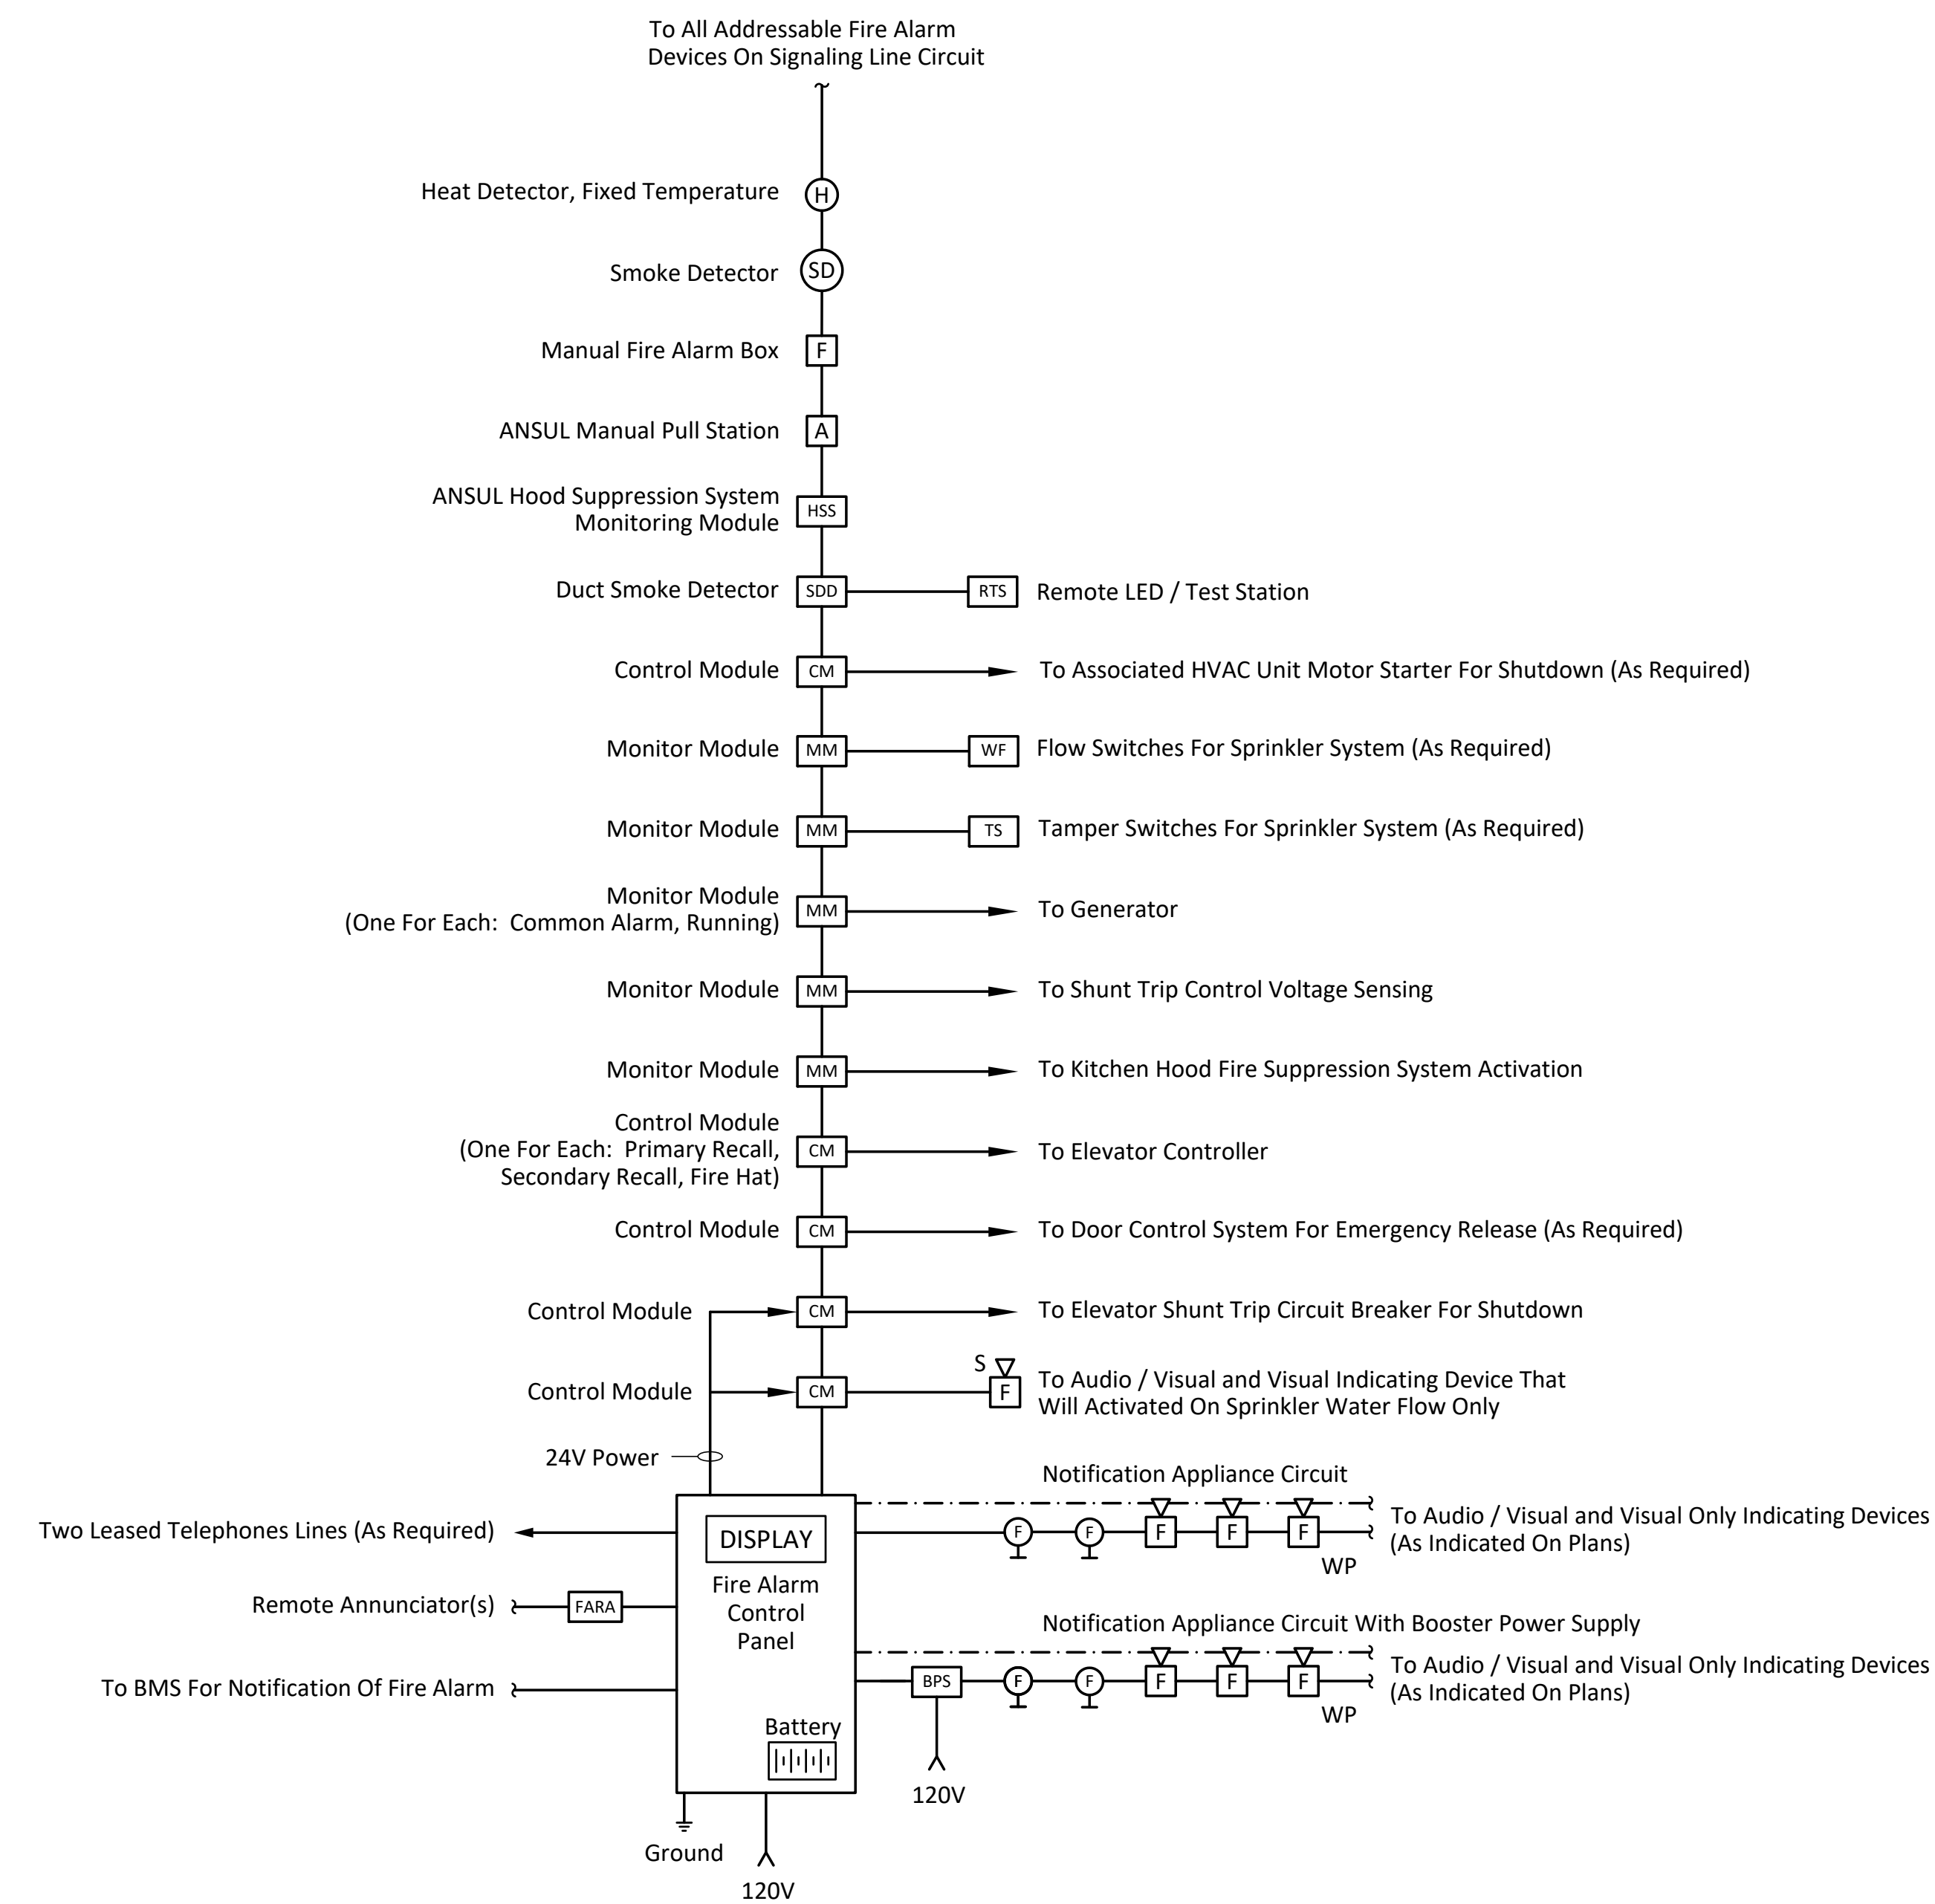 To All Addressable Fire Alarm
Devices On Signaling Line Circuit
Heat Detector, Fixed Temperature
H
Smoke Detector
SD
Manual Fire Alarm Box
F
ANSUL Manual Pull Station
A
ANSUL Hood Suppression System
Monitoring Module
HSS
Duct Smoke Detector
SDD
RTS
Remote LED / Test Station
Control Module
CM
To Associated HVAC Unit Motor Starter For Shutdown (As Required)
Monitor Module
MM
WF
Flow Switches For Sprinkler System (As Required)
Monitor Module
MM
TS
Tamper Switches For Sprinkler System (As Required)
Monitor Module
(One For Each:  Common Alarm, Running)
MM
To Generator
Monitor Module
MM
To Shunt Trip Control Voltage Sensing
Monitor Module
MM
To Kitchen Hood Fire Suppression System Activation
Control Module
(One For Each:  Primary Recall,
Secondary Recall, Fire Hat)
CM
To Elevator Controller
Control Module
CM
To Door Control System For Emergency Release (As Required)
Control Module
CM
To Elevator Shunt Trip Circuit Breaker For Shutdown
Control Module
CM
S
F
To Audio / Visual and Visual Indicating Device That
Will Activated On Sprinkler Water Flow Only
24V Power
Notification Appliance Circuit
Two Leased Telephones Lines (As Required)
DISPLAY
F
F
F
F
F
WP
To Audio / Visual and Visual Only Indicating Devices
(As Indicated On Plans)
Fire Alarm
Control
Panel
Remote Annunciator(s)
FARA
Notification Appliance Circuit With Booster Power Supply
To BMS For Notification Of Fire Alarm
BPS
F
F
F
F
F
WP
To Audio / Visual and Visual Only Indicating Devices
(As Indicated On Plans)
Battery
120V
Ground
120V